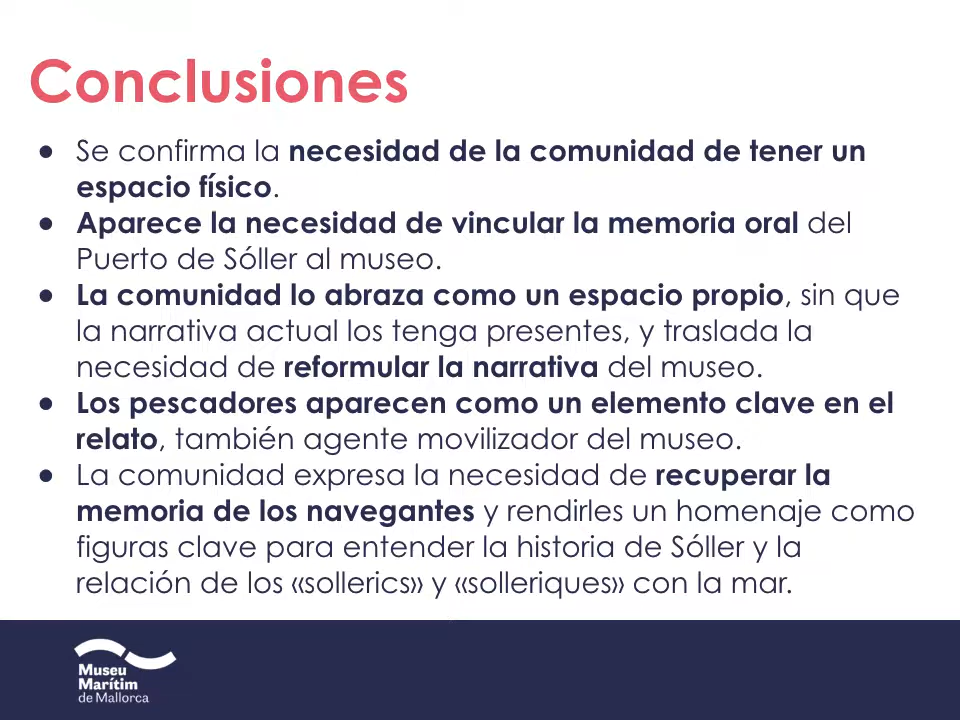 Conclusiones
● Se confirma la necesidad de la comunidad de tener un
espacio físico.
● Aparece la necesidad de vincular la memoria oral del
Puerto de Sóller al museo.
● La comunidad lo abraza como un espacio propio, sin que
la narrativa actual los tenga presentes, y traslada la
necesidad de reformular la narrativa del museo.
● Los pescadores aparecen como un elemento clave en el
relato, también agente movilizador del museo.
● La comunidad expresa la necesidad de recuperar la
memoria de los navegantes y rendirles un homenaje como
figuras clave para entender la historia de Sóller y la
relación de los «sollerics» y «solleriques» con la mar.
Museu
Marítim
de Mallorca